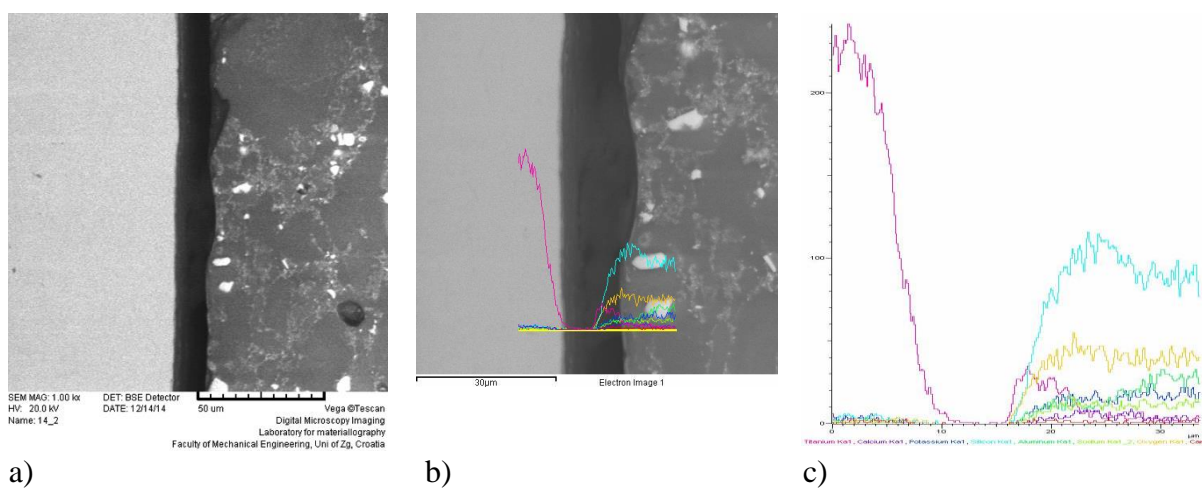 SEM MAG: 1.00 kx DET: BSE Detector
HV: 20.0 kV DATE: 12/14/14 50 um Vega ©Tescan
Name: 14_2 Digital Microscopy Imaging
Laboratory for materiallography
Faculty of Mechanical Engineering, Uni of Zg, Croatia
30µm Electron Image 1
200
100
0 10 20 30
µm
Titanium Ka1, Calcium Ka1, Potassium Ka1, Silicon Ka1, Aluminum Ka1, Sodium Ka1_2, Oxygen Ka1, Car
a) b) c)